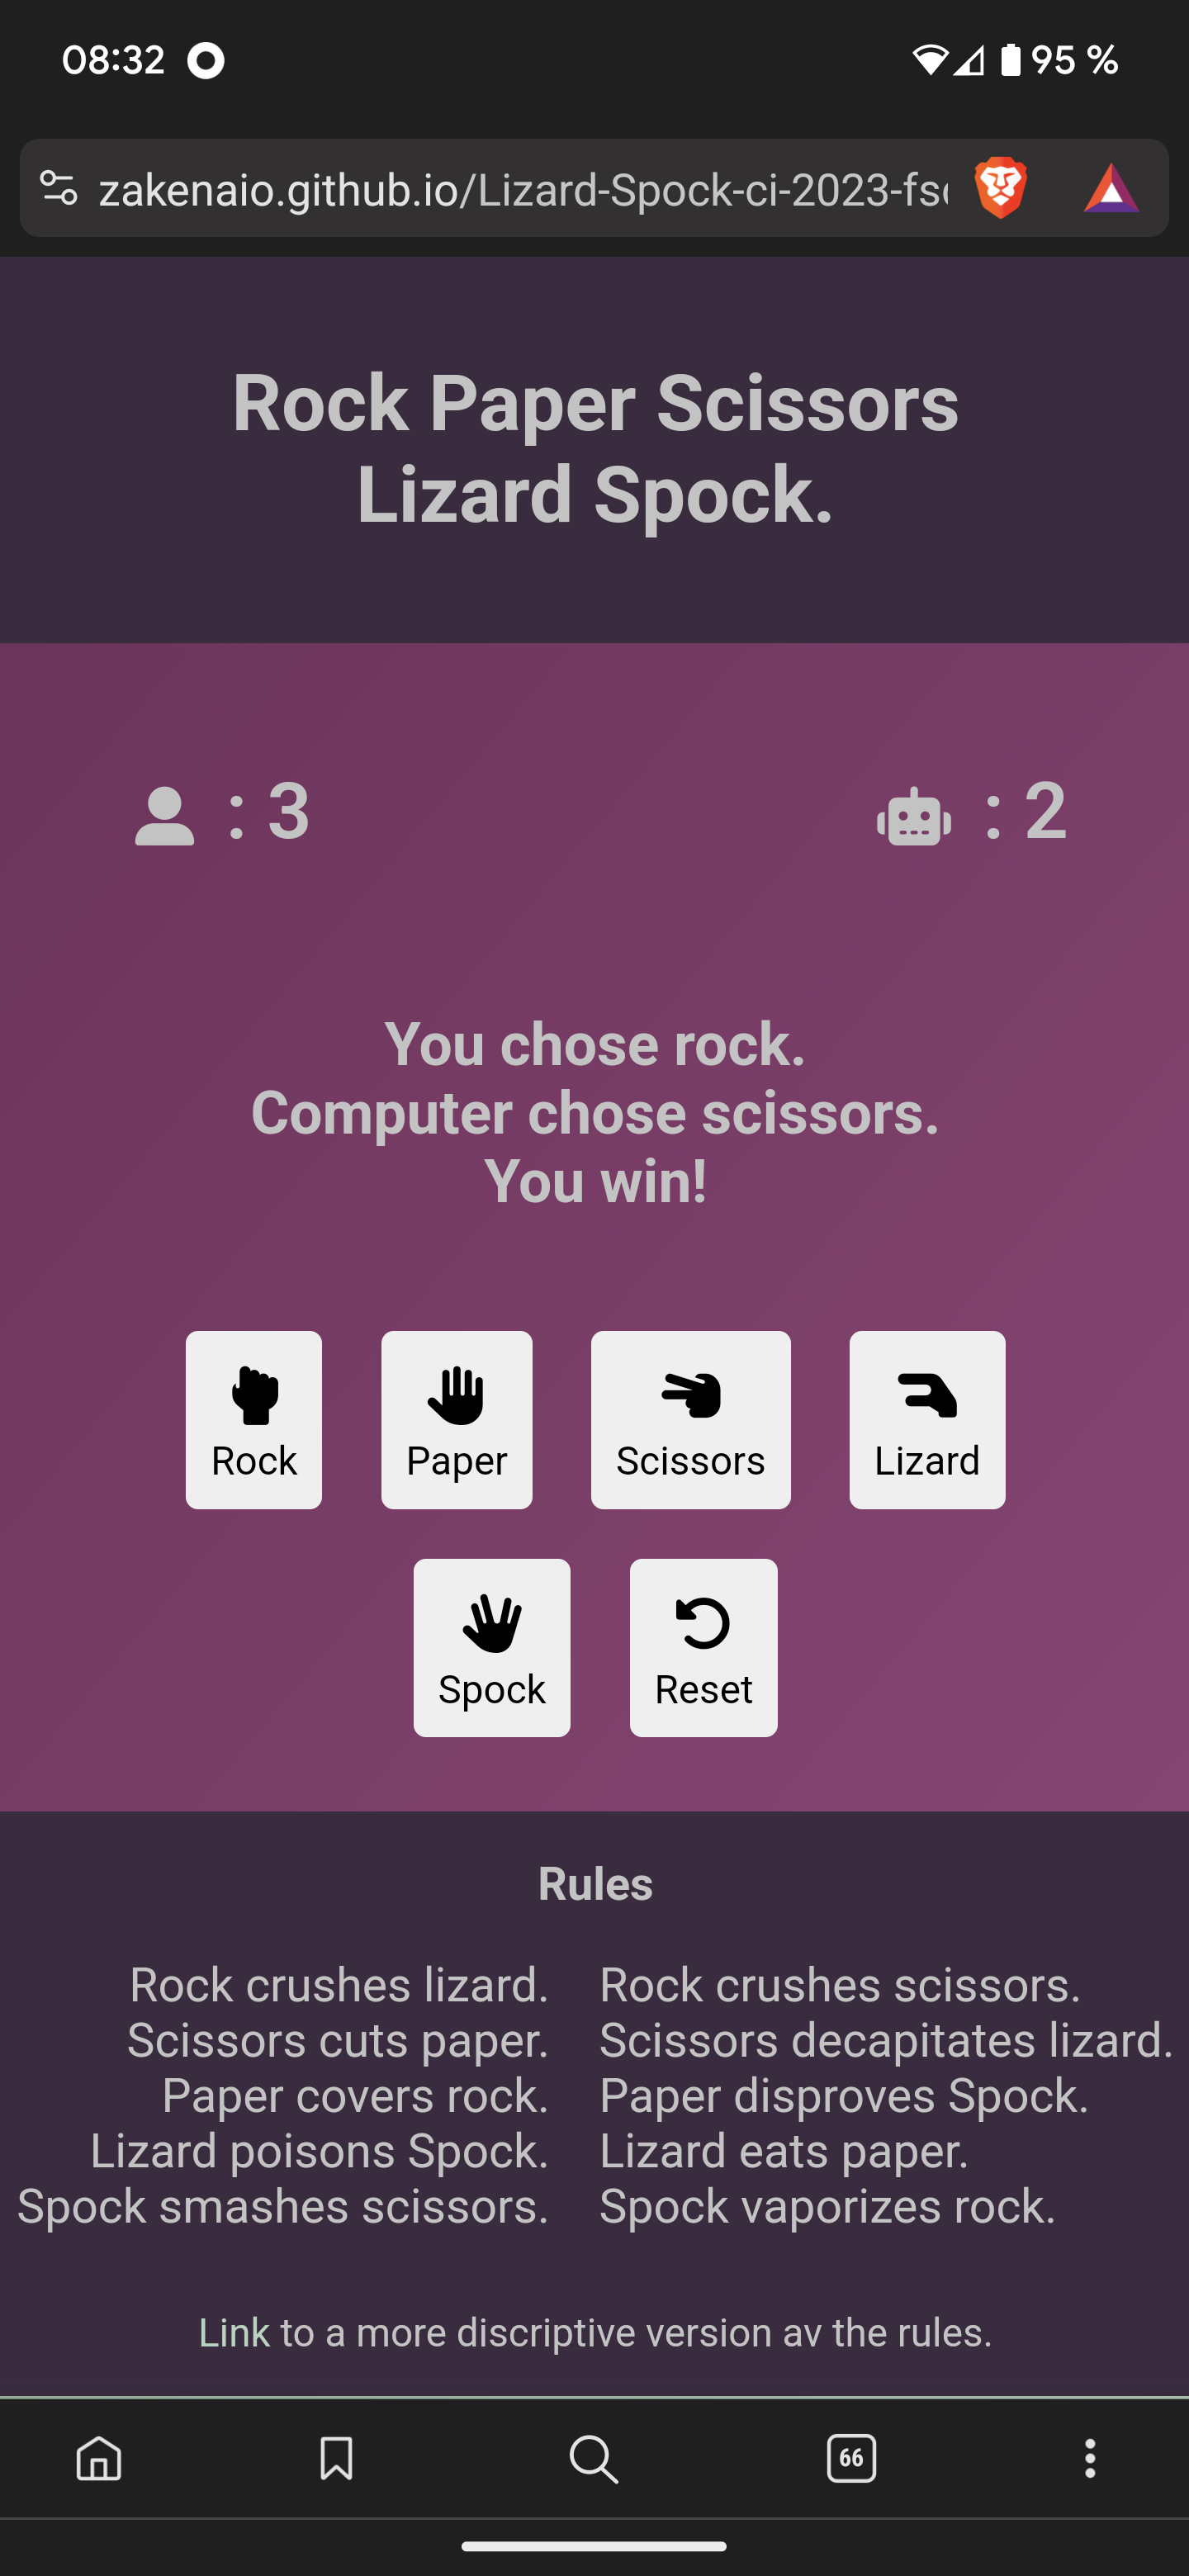 08:32 95 %
zakenaio.github.io/Lizard-Spock-ci-2023-fs
Rock Paper Scissors
Lizard Spock.
: 3 : 2
You chose rock.
Computer chose scissors.
You win!
Rock Paper Scissors Lizard
Spock Reset
Rules
Rock crushes lizard. Rock crushes scissors.
Scissors cuts paper. Scissors decapitates lizard.
Paper covers rock. Paper disproves Spock.
Lizard poisons Spock. Lizard eats paper.
Spock smashes scissors. Spock vaporizes rock.
Link to a more discriptive version av the rules.
66